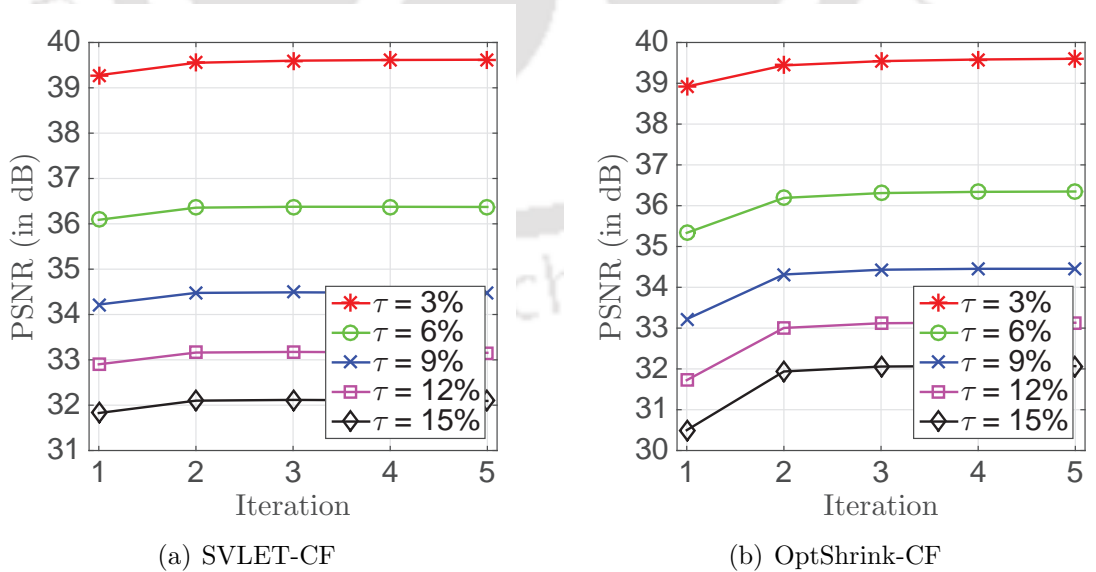 40
39
38
37
36
35
34
33
32
31
PSNR (in dB)
1 2 3 4 5
Iteration
τ = 3%
τ = 6%
τ = 9%
τ = 12%
τ = 15%
(a) SVLET-CF
40
39
38
37
36
35
34
33
32
31
30
PSNR (in dB)
1 2 3 4 5
Iteration
τ = 3%
τ = 6%
τ = 9%
τ = 12%
τ = 15%
(b) OptShrink-CF